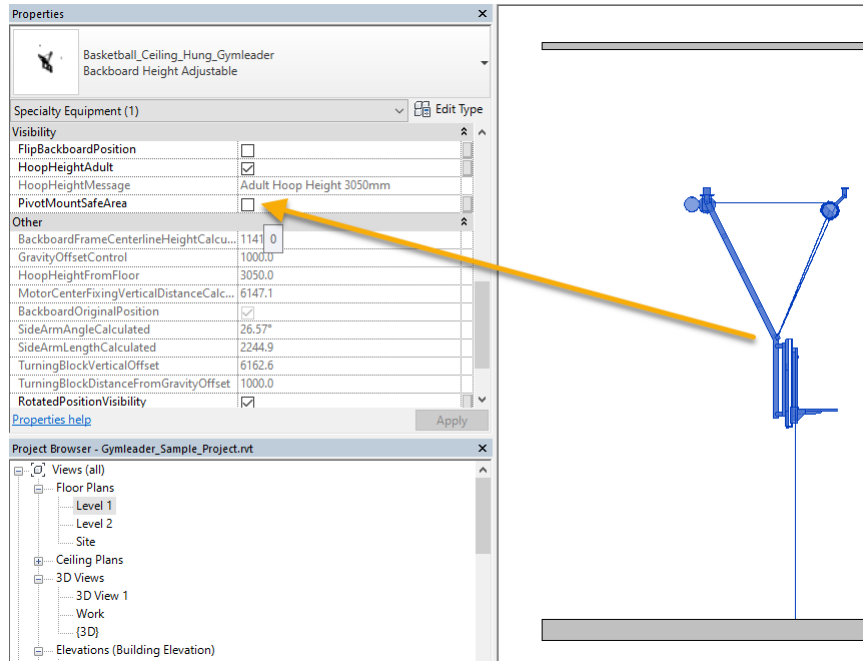 Properties
Basketball_Ceiling_Hung_Gymleader
Backboard Height Adjustable
Specialty Equipment (1) Edit Type
Visibility
FlipBackboardPosition
HoopHeightAdult
HoopHeightMessage Adult Hoop Height 3050mm
PivotMountSafeArea
Other
BackboardFrameCenterlineHeightCalcu... 1141 0
GravityOffsetControl 1000.0
HoopHeightFromFloor 3050.0
MotorCenterFixingVerticalDistanceCalc... 6147.1
BackboardOriginalPosition
SideArmAngleCalculated 26.57°
SideArmLengthCalculated 2244.9
TurningBlockVerticalOffset 6162.6
TurningBlockDistanceFromGravityOffset 1000.0
RotatedPositionVisibility
Properties help Apply
Project Browser - Gymleader_Sample_Project.rvt
Views (all)
Floor Plans
Level 1
Level 2
Site
Ceiling Plans
3D Views
3D View 1
Work
{3D}
Elevations (Building Elevation)